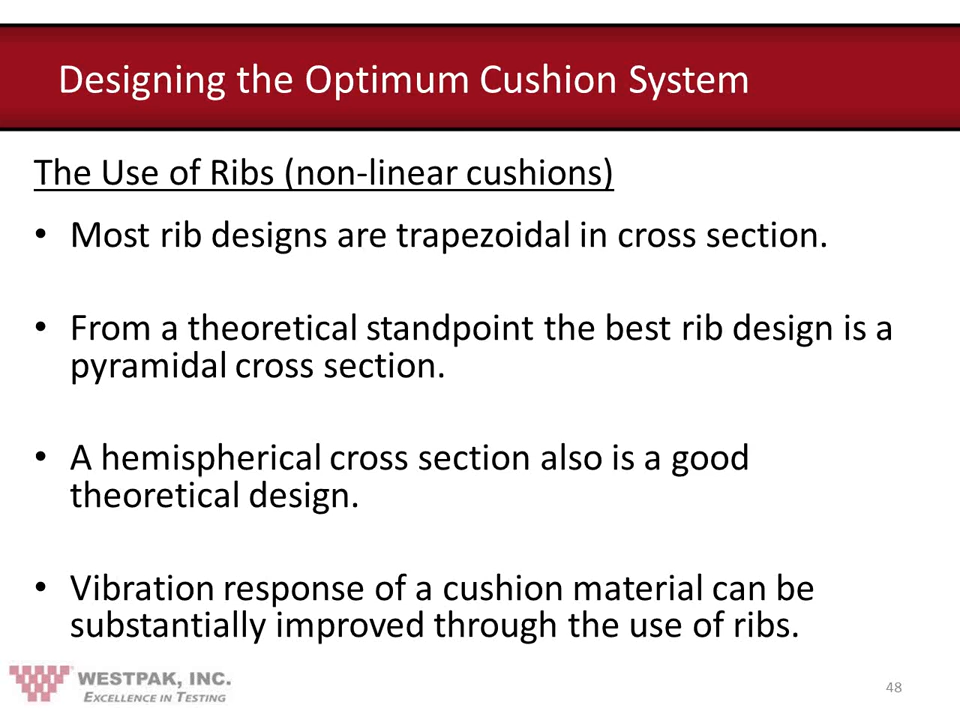 Designing the Optimum Cushion System
The Use of Ribs (non-linear cushions)
• Most rib designs are trapezoidal in cross section.
• From a theoretical standpoint the best rib design is a
pyramidal cross section.
• A hemispherical cross section also is a good
theoretical design.
• Vibration response of a cushion material can be
substantially improved through the use of ribs.
WESTPAK, INC.
EXCELLENCE IN TESTING
48